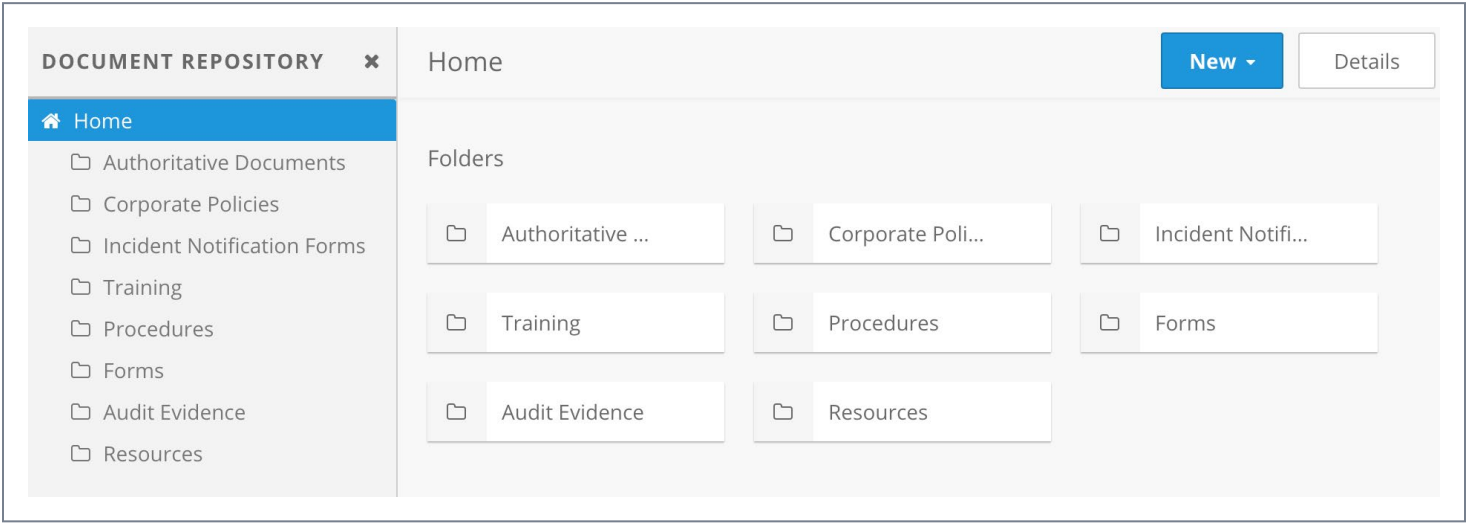 DOCUMENT REPOSITORY
Home
Authoritative Documents
Corporate Policies
Incident Notification Forms
Training
Procedures
Forms
Audit Evidence
Resources
Home
New
Details
Folders
Authoritative ...
Corporate Poli...
Incident Notifi...
Training
Procedures
Forms
Audit Evidence
Resources